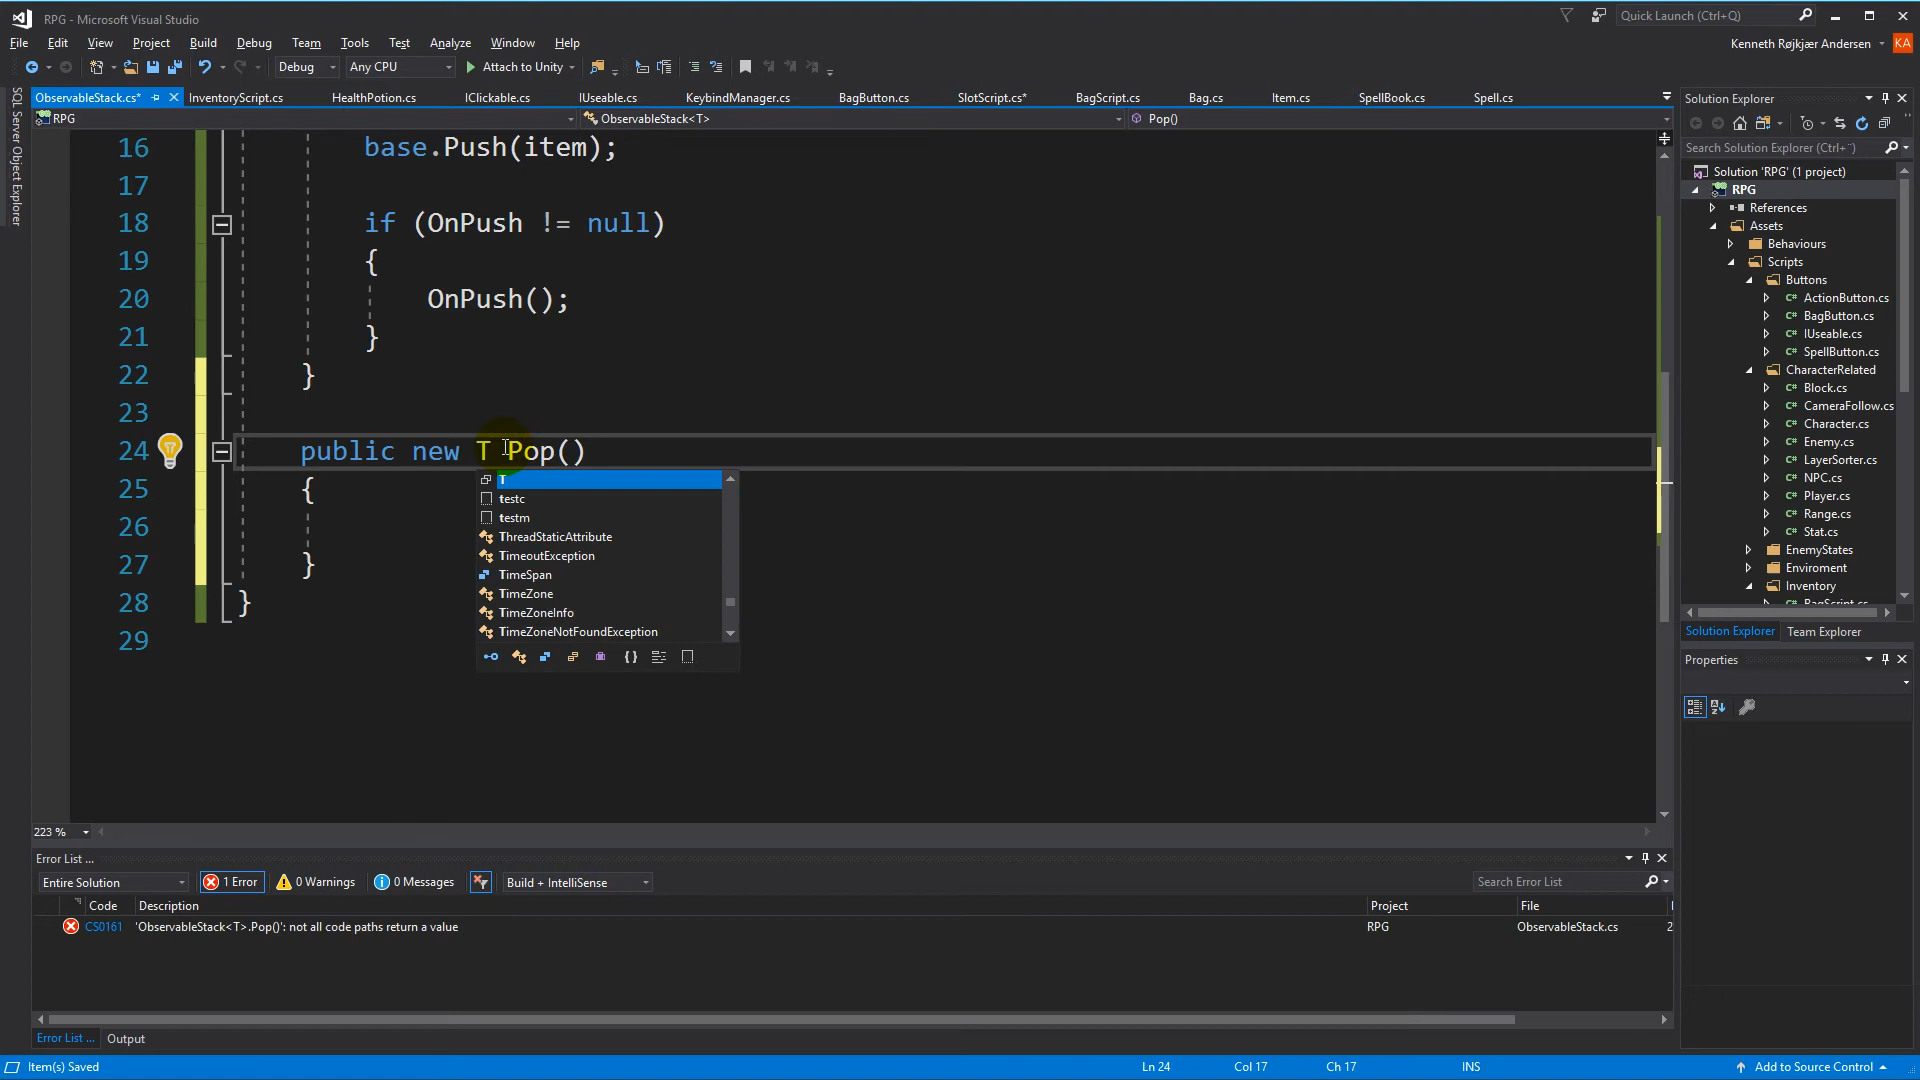 RPG - Microsoft Visual Studio
Quick Launch (Ctrl+Q)
File Edit View Project Build Debug Team Tools Test Analyze Window Help
Kenneth Røjkjær Andersen KA
Debug Any CPU Attach to Unity
SQL Server Object Explorer
ObservableStack.cs* InventoryScript.cs HealthPotion.cs IClickable.cs IUseable.cs KeybindManager.cs BagButton.cs SlotScript.cs* BagScript.cs Bag.cs Item.cs SpellBook.cs Spell.cs
RPG ObservableStack<T> Pop()
16 base.Push(item);
17
18 if (OnPush != null)
19 {
20 OnPush();
21 }
22 }
23
24 public new T Pop()
25 {
26
27 }
28 }
29
T
testc
testm
ThreadStaticAttribute
TimeoutException
TimeSpan
TimeZone
TimeZoneInfo
TimeZoneNotFoundException
223 %
Solution Explorer
Search Solution Explorer (Ctrl+¨)
Solution 'RPG' (1 project)
RPG
References
Assets
Behaviours
Scripts
Buttons
C# ActionButton.cs
C# BagButton.cs
C# IUseable.cs
C# SpellButton.cs
CharacterRelated
C# Block.cs
C# CameraFollow.cs
C# Character.cs
C# Enemy.cs
C# LayerSorter.cs
C# NPC.cs
C# Player.cs
C# Range.cs
C# Stat.cs
EnemyStates
Enviroment
Inventory
C# BagScript.cs
Solution Explorer Team Explorer
Properties
Error List ...
Entire Solution 1 Error 0 Warnings 0 Messages Build + IntelliSense Search Error List
Code Description Project File
CS0161 'ObservableStack<T>.Pop()': not all code paths return a value RPG ObservableStack.cs 2
Error List ... Output
Item(s) Saved Ln 24 Col 17 Ch 17 INS Add to Source Control